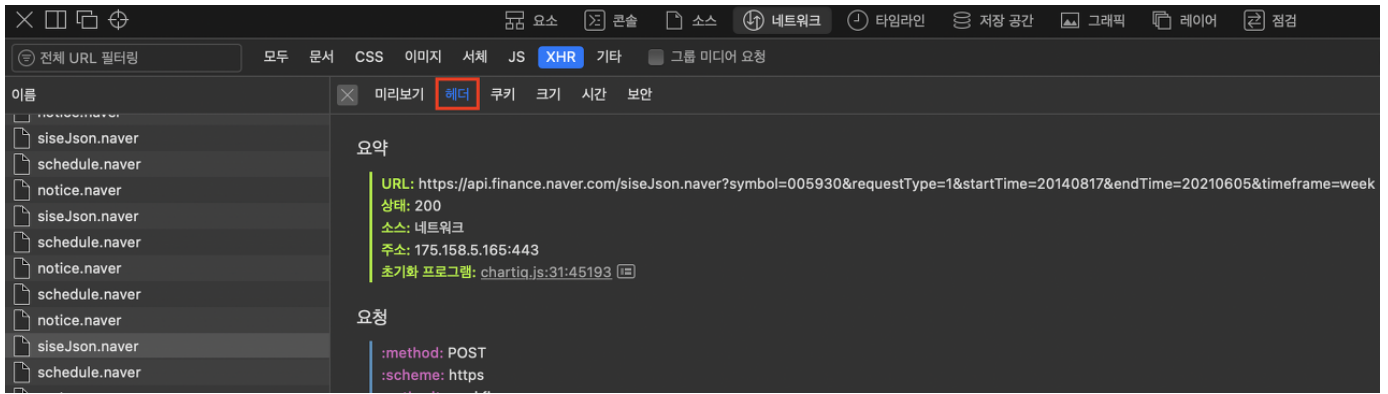 요소 콘솔 소스 네트워크 타임라인 저장 공간 그래픽 레이어 점검
전체 URL 필터링 모두 문서 CSS 이미지 서체 JS XHR 기타 그룹 미디어 요청
이름 미리보기 헤더 쿠키 크기 시간 보안
notice.naver
siseJson.naver
schedule.naver
notice.naver
siseJson.naver
schedule.naver
notice.naver
schedule.naver
notice.naver
siseJson.naver
schedule.naver
요약
URL: https://api.finance.naver.com/siseJson.naver?symbol=005930&requestType=1&startTime=20140817&endTime=20210605&timeframe=week
상태: 200
소스: 네트워크
주소: 175.158.5.165:443
초기화 프로그램: chartiq.js:31:45193
요청
:method: POST
:scheme: https